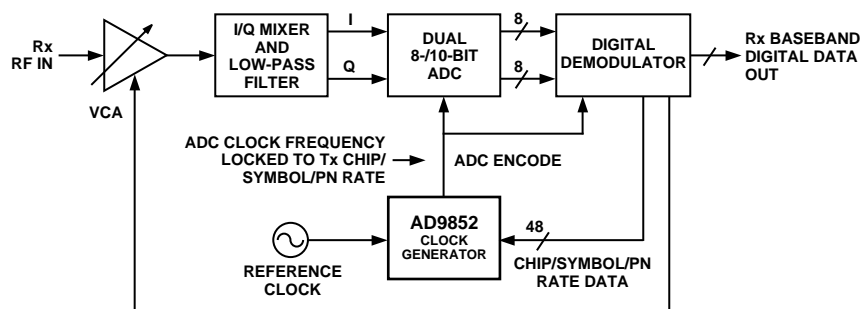 Rx
RF IN
VCA
I/Q MIXER
AND
LOW-PASS
FILTER
I
Q
DUAL
8-/10-BIT
ADC
8
8
DIGITAL
DEMODULATOR
Rx BASEBAND
DIGITAL DATA
OUT
ADC CLOCK FREQUENCY
LOCKED TO Tx CHIP/
SYMBOL/PN RATE
ADC ENCODE
AD9852
CLOCK
GENERATOR
48
CHIP/SYMBOL/PN
RATE DATA
REFERENCE
CLOCK